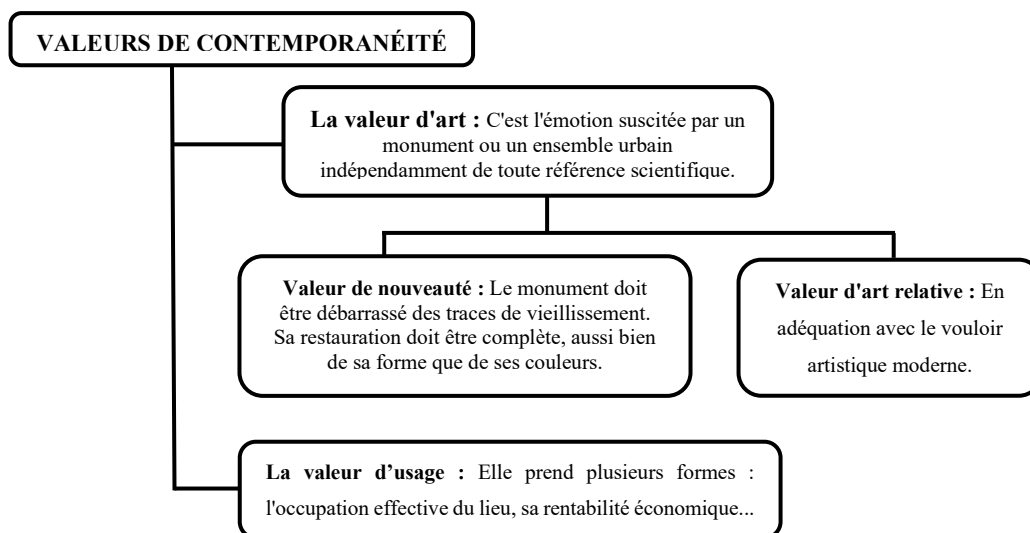 VALEURS DE CONTEMPORANÉITÉ
La valeur d'art : C'est l'émotion suscitée par un
monument ou un ensemble urbain
indépendamment de toute référence scientifique.
Valeur de nouveauté : Le monument doit
être débarrassé des traces de vieillissement.
Sa restauration doit être complète, aussi bien
de sa forme que de ses couleurs.
Valeur d'art relative : En
adéquation avec le vouloir
artistique moderne.
La valeur d’usage : Elle prend plusieurs formes :
l'occupation effective du lieu, sa rentabilité économique...